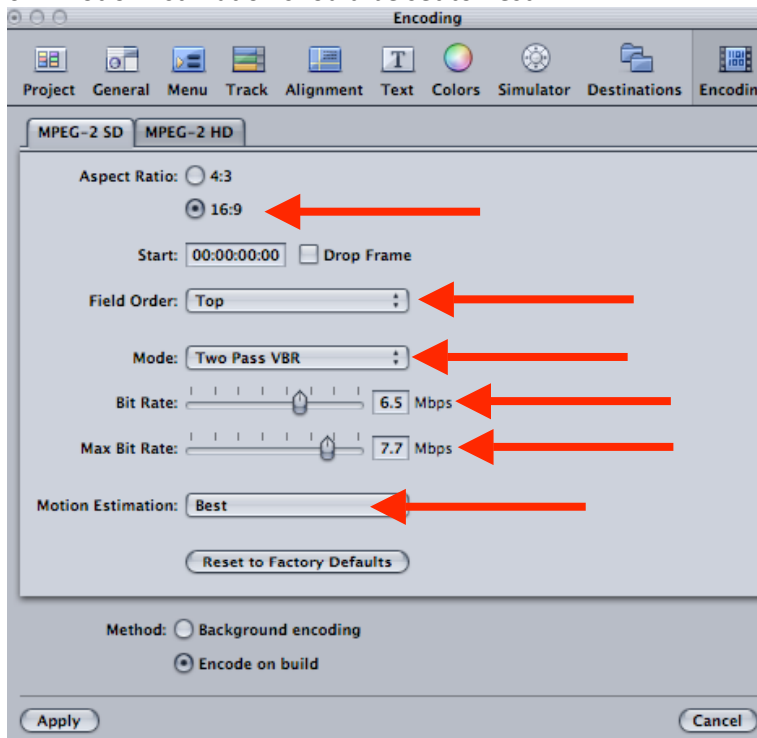 Encoding
Project General Menu Track Alignment Text Colors Simulator Destinations Encodin
MPEG-2 SD MPEG-2 HD
Aspect Ratio: 4:3
16:9
Start: 00:00:00:00 Drop Frame
Field Order: Top
Mode: Two Pass VBR
Bit Rate: 6.5 Mbps
Max Bit Rate: 7.7 Mbps
Motion Estimation: Best
Reset to Factory Defaults
Method: Background encoding
Encode on build
Apply Cancel